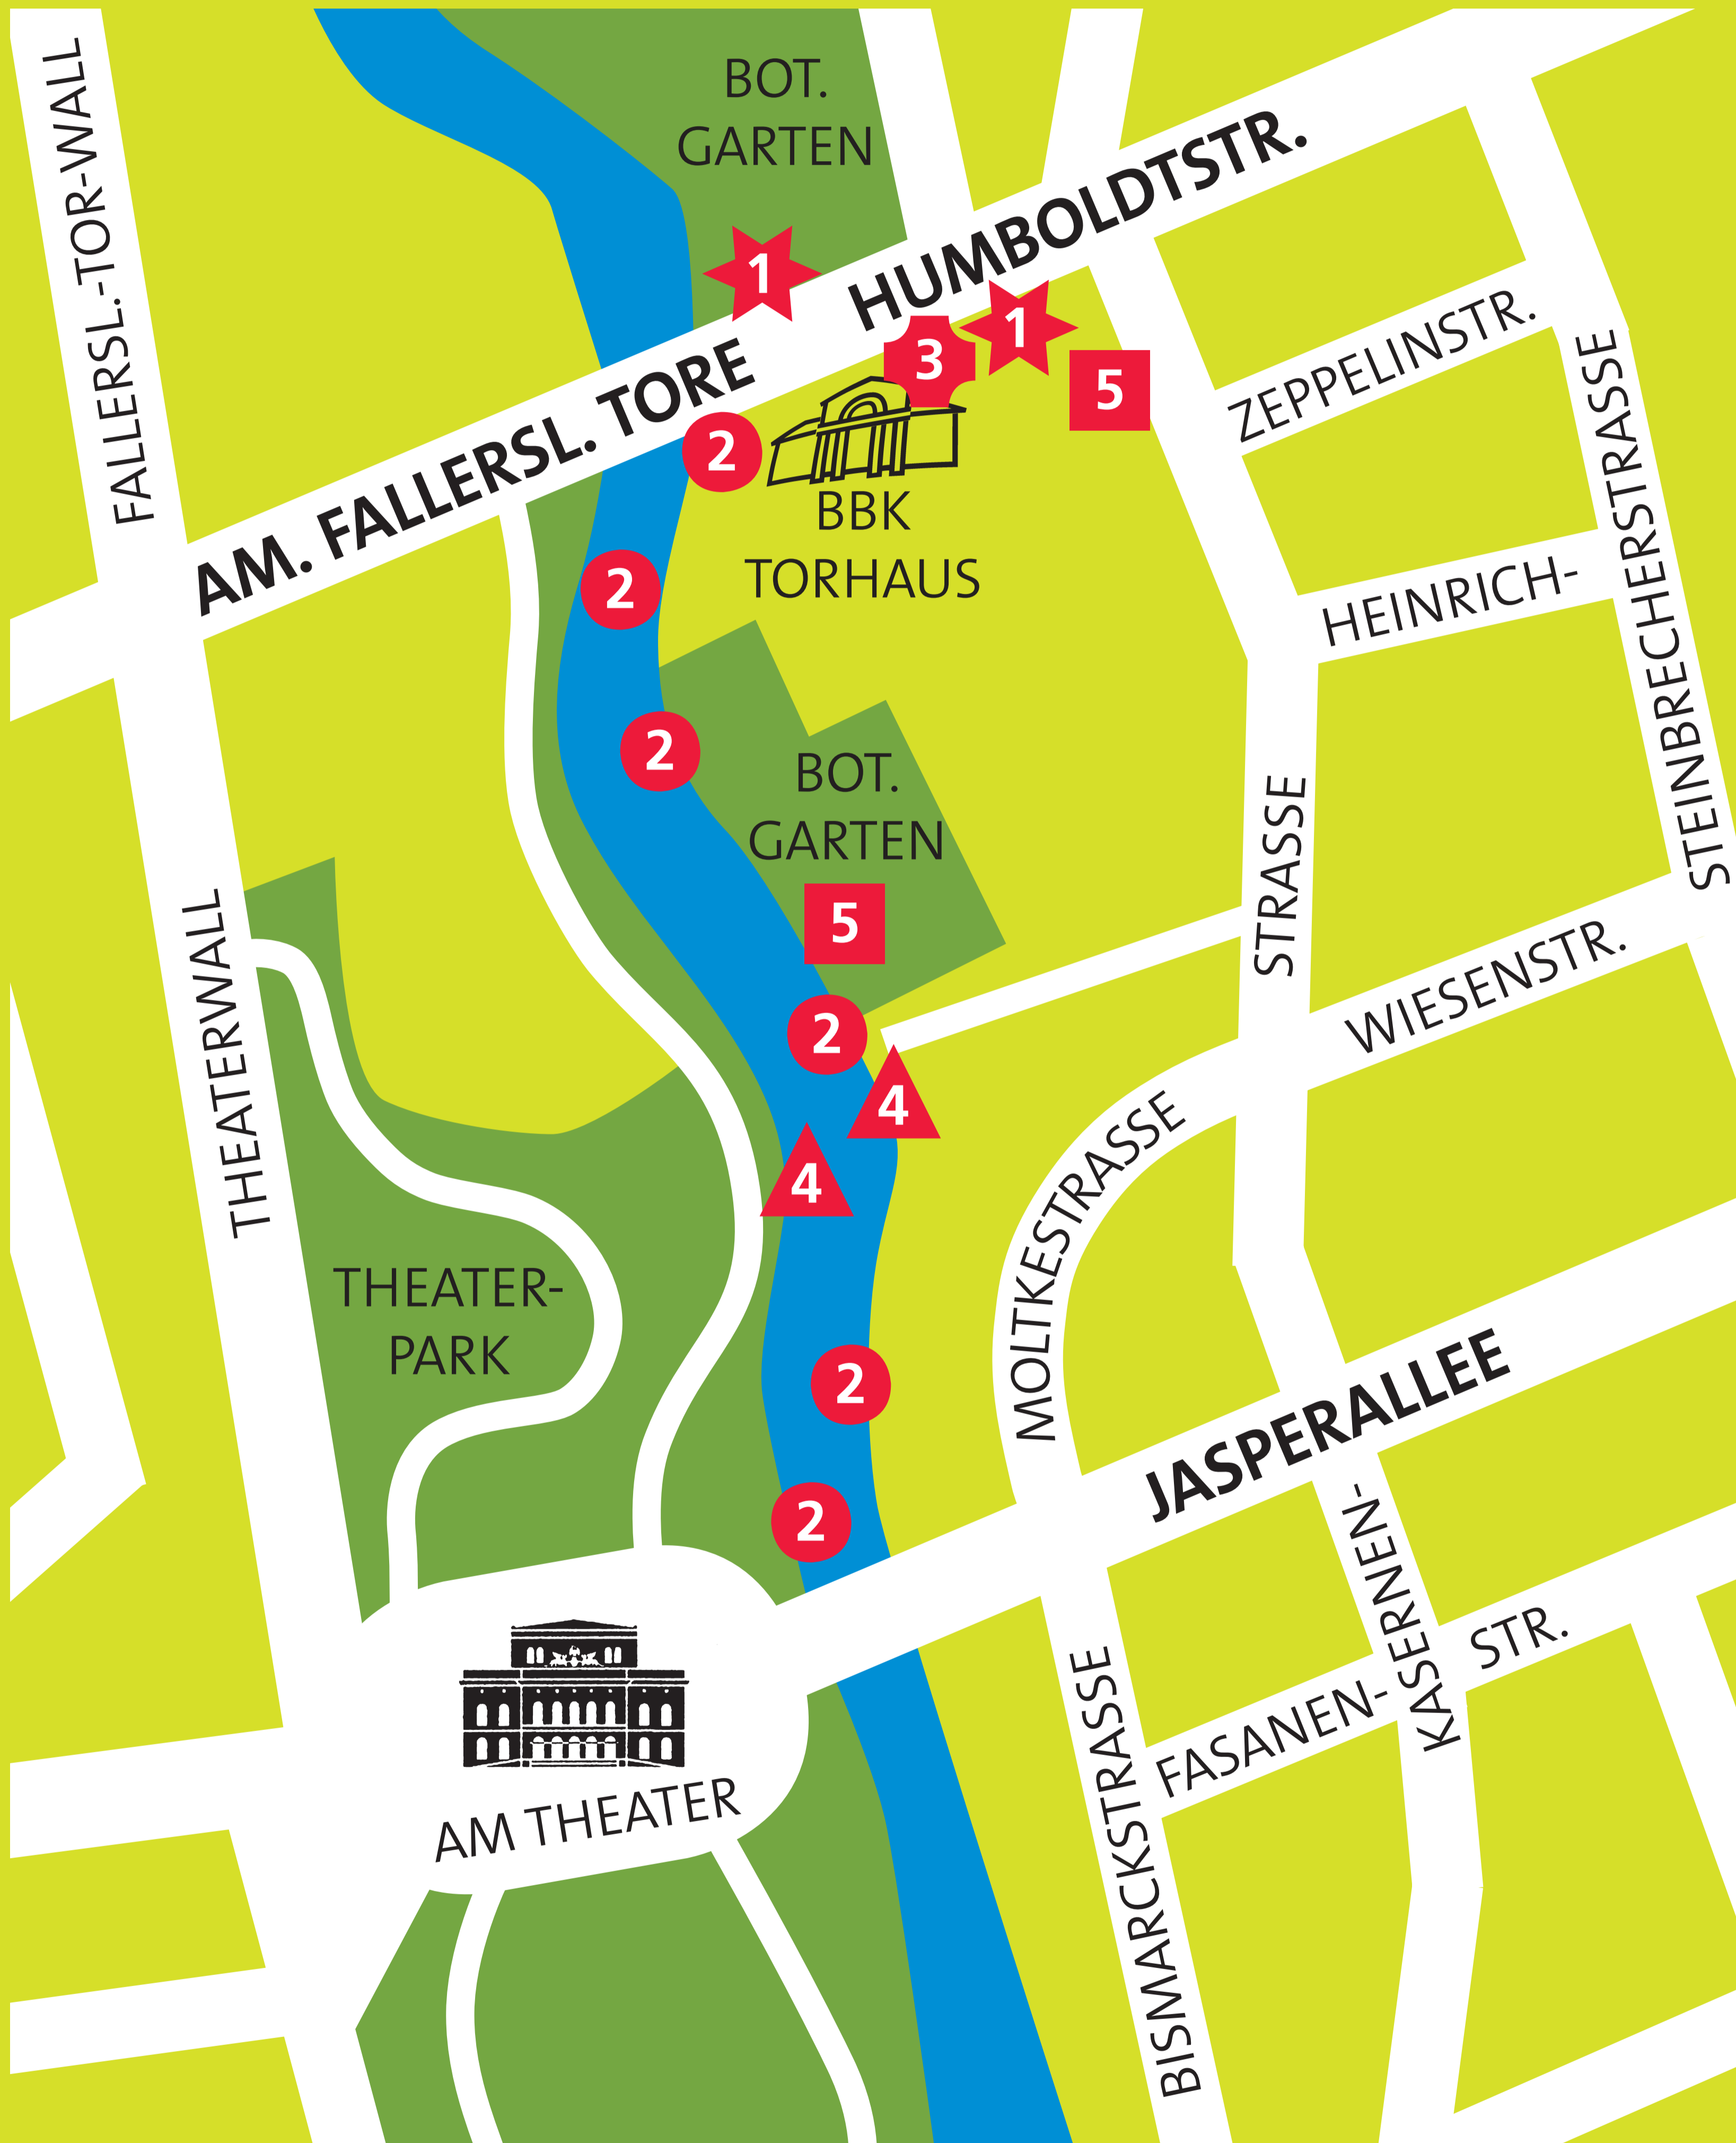 FALLERSL.-TOR-WALL
BOT.
GARTEN
HUMBOLDTSTR.
1
1
3
5
ZEPPELINSTR.
AM. FALLERSL. TORE
2
BBK
TORHAUS
STEINBRECHERSTRASSE
HEINRICH-
2
2
BOT.
GARTEN
5
STRASSE
WIESENSTR.
THEATERWALL
2
4
4
MOLTKESTRASSE
THEATER-
PARK
2
JASPERALLEE
2
KASERNEN-
FASANEN-
STR.
BISMARCKSTRASSE
AM THEATER